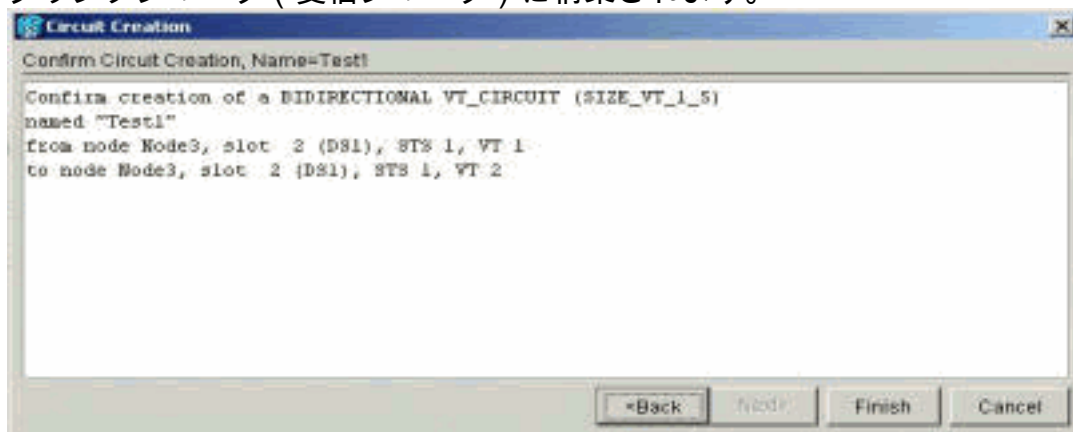 Circuit Creation
Confirm Circuit Creation, Name=Test1
Confirm creation of a BIDIRECTIONAL VT_CIRCUIT (SIZE_VT_1_5)
named "Test1"
from node Node3, slot 2 (DS1), STS 1, VT 1
to node Node3, slot 2 (DS1), STS 1, VT 2
<Back Finish Cancel